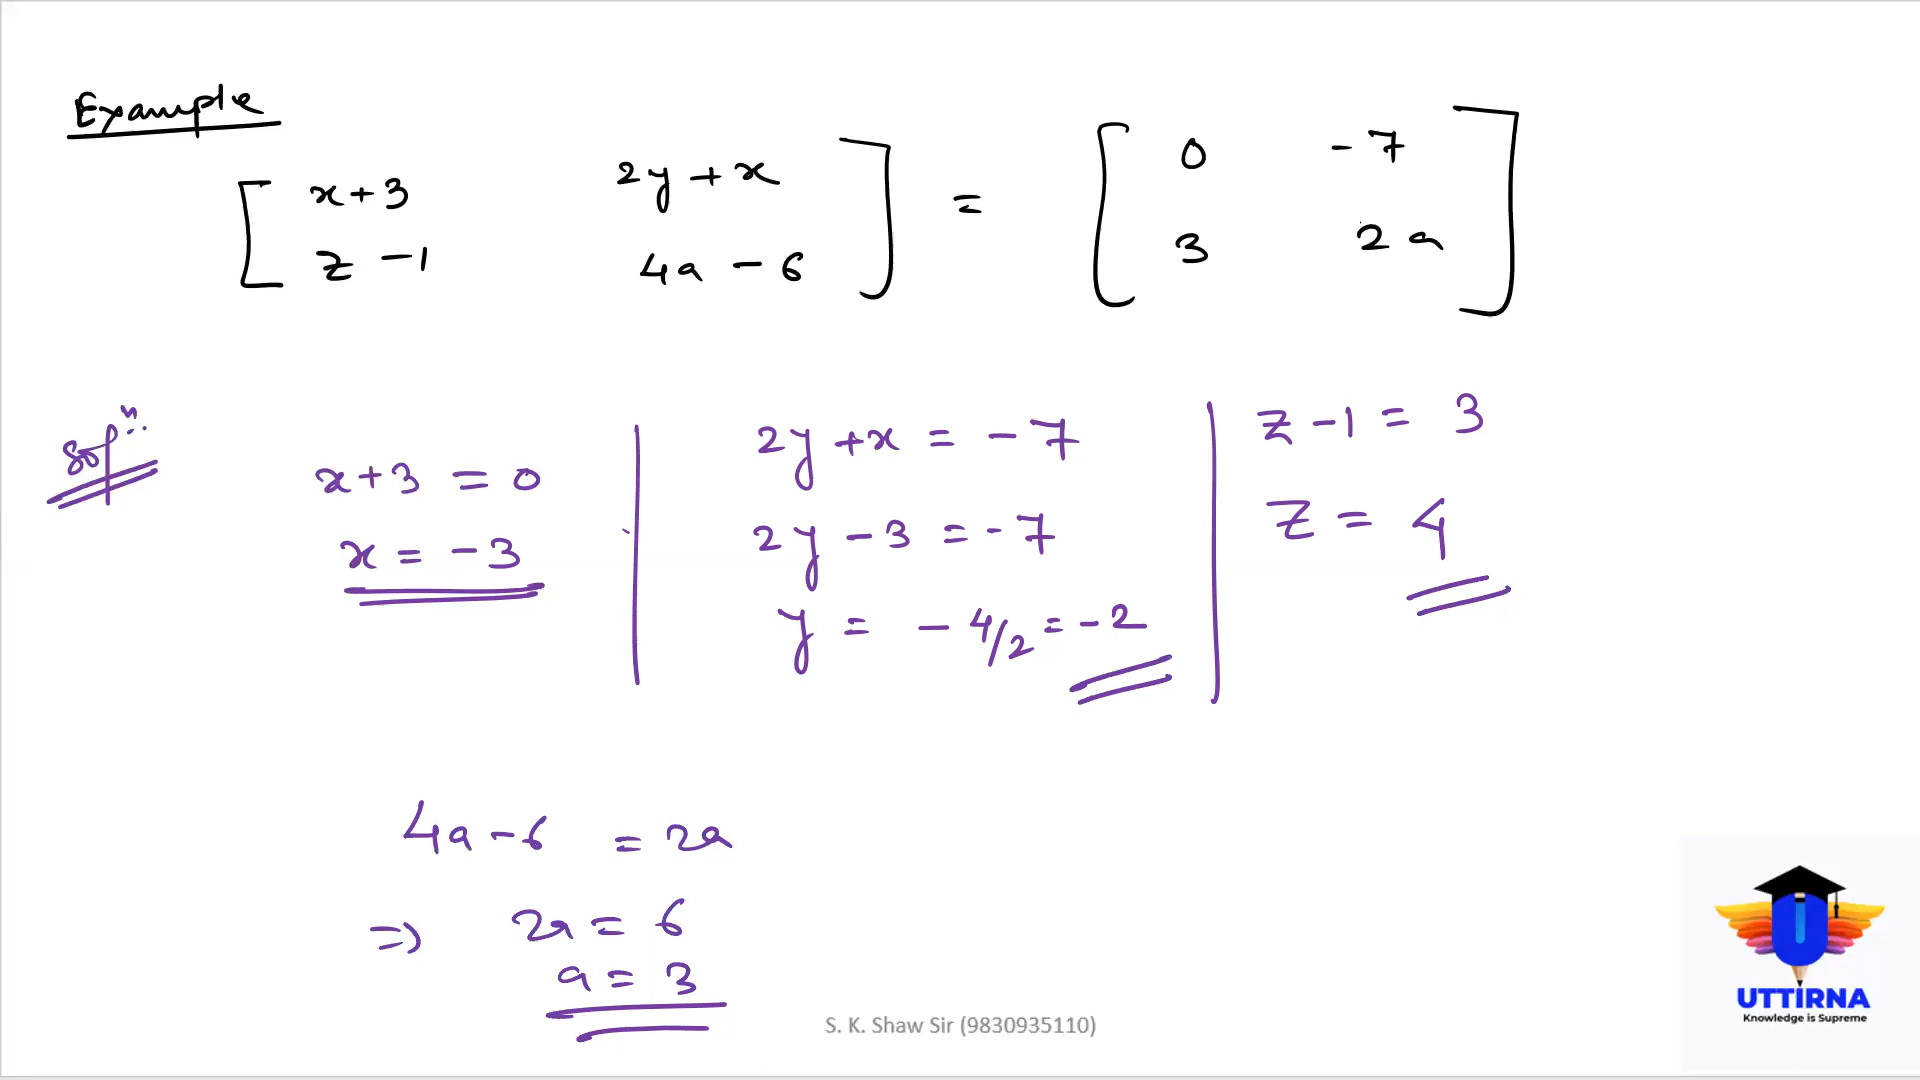 Example
[ x+3 2y+x ] = [ 0 -7 ]
[ z-1 4a-6 ] [ 3 2a ]
Solⁿ:
x+3 = 0
x = -3
2y+x = -7
2y-3 = -7
y = -4/2 = -2
z-1 = 3
z = 4
4a-6 = 2a
=> 2a = 6
a = 3
S. K. Shaw Sir (9830935110)
UTTIRNA
Knowledge is Supreme